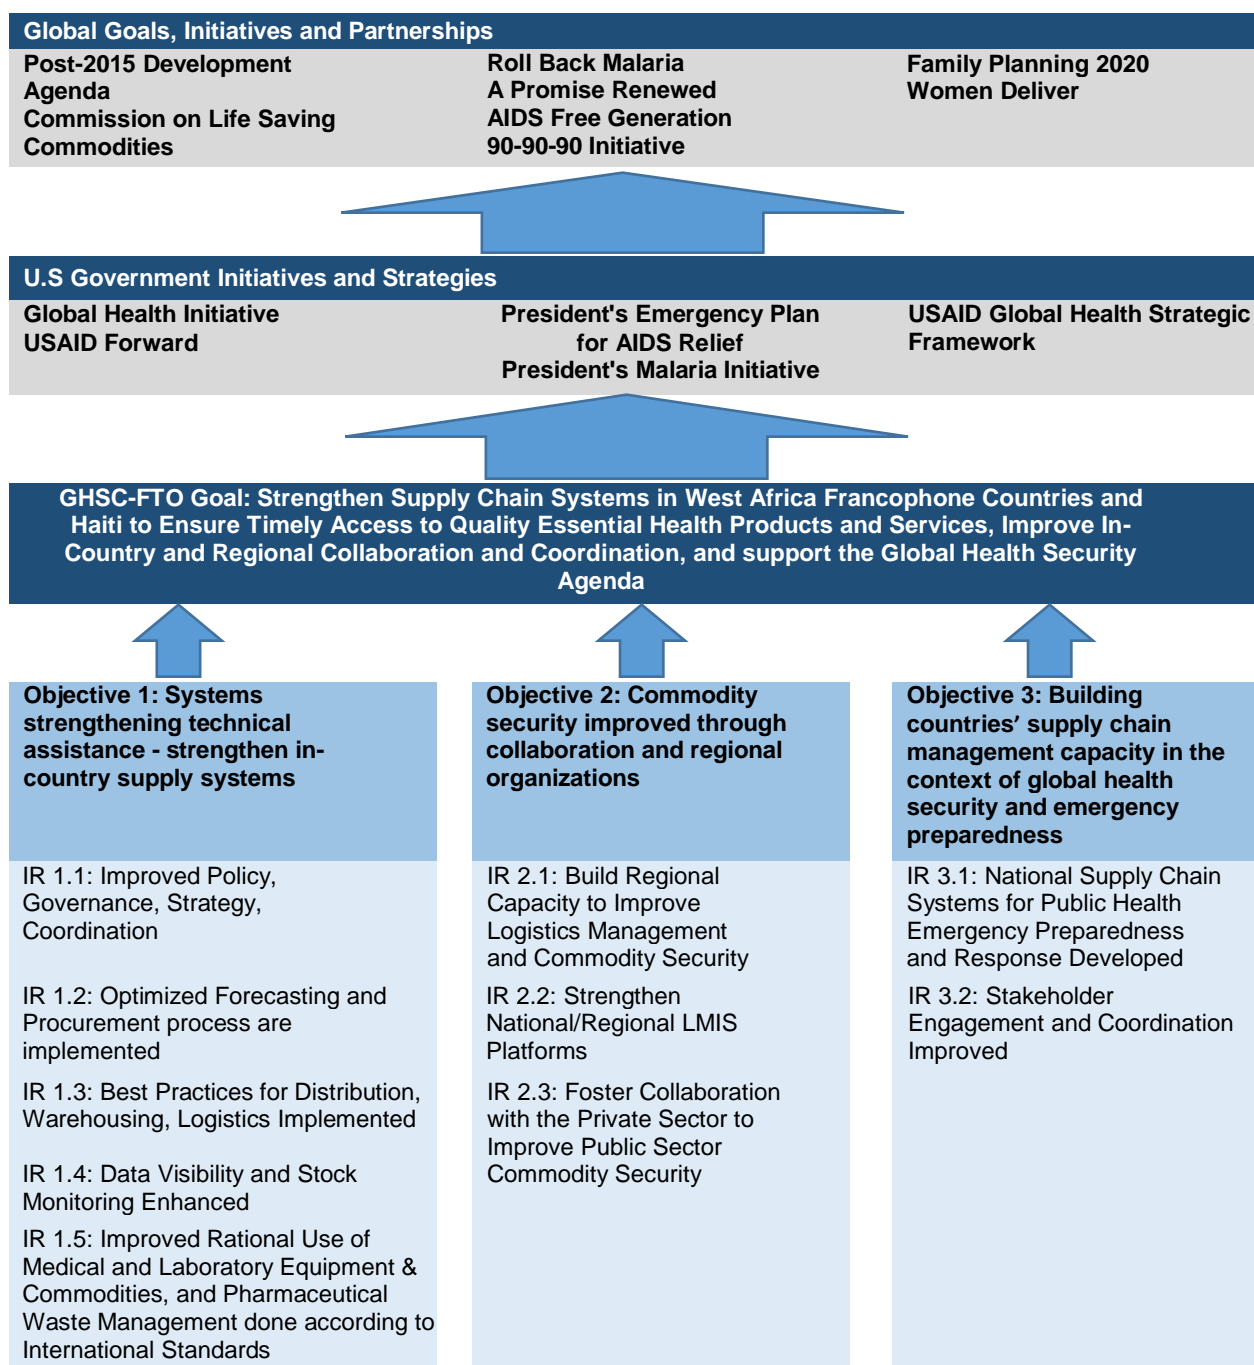 Global Goals, Initiatives and Partnerships
Post-2015 Development
Agenda
Commission on Life Saving
Commodities
Roll Back Malaria
A Promise Renewed
AIDS Free Generation
90-90-90 Initiative
Family Planning 2020
Women Deliver
U.S Government Initiatives and Strategies
Global Health Initiative
USAID Forward
President's Emergency Plan
for AIDS Relief
President's Malaria Initiative
USAID Global Health Strategic
Framework
GHSC-FTO Goal: Strengthen Supply Chain Systems in West Africa Francophone Countries and
Haiti to Ensure Timely Access to Quality Essential Health Products and Services, Improve In-
Country and Regional Collaboration and Coordination, and support the Global Health Security
Agenda
Objective 1: Systems
strengthening technical
assistance - strengthen in-
country supply systems
IR 1.1: Improved Policy,
Governance, Strategy,
Coordination
IR 1.2: Optimized Forecasting and
Procurement process are
implemented
IR 1.3: Best Practices for Distribution,
Warehousing, Logistics Implemented
IR 1.4: Data Visibility and Stock
Monitoring Enhanced
IR 1.5: Improved Rational Use of
Medical and Laboratory Equipment &
Commodities, and Pharmaceutical
Waste Management done according to
International Standards
Objective 2: Commodity
security improved through
collaboration and regional
organizations
IR 2.1: Build Regional
Capacity to Improve
Logistics Management
and Commodity Security
IR 2.2: Strengthen
National/Regional LMIS
Platforms
IR 2.3: Foster Collaboration
with the Private Sector to
Improve Public Sector
Commodity Security
Objective 3: Building
countries’ supply chain
management capacity in the
context of global health
security and emergency
preparedness
IR 3.1: National Supply Chain
Systems for Public Health
Emergency Preparedness
and Response Developed
IR 3.2: Stakeholder
Engagement and Coordination
Improved